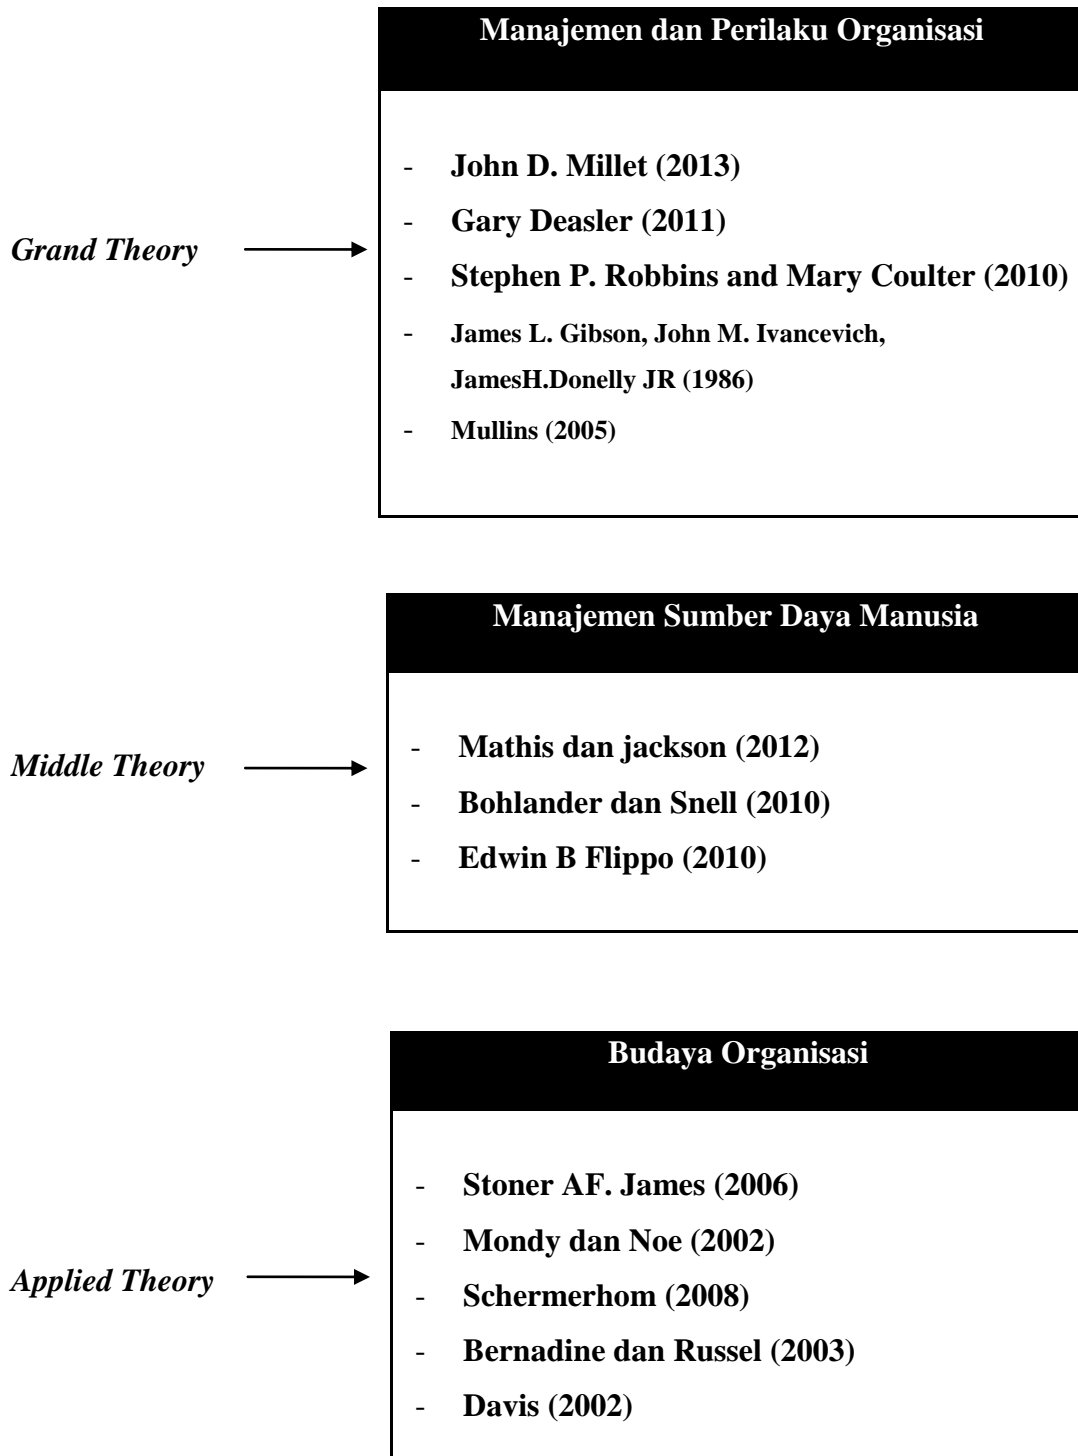 Manajemen dan Perilaku Organisasi
Grand Theory
- John D. Millet (2013)
- Gary Deasler (2011)
- Stephen P. Robbins and Mary Coulter (2010)
- James L. Gibson, John M. Ivancevich,
JamesH.Donelly JR (1986)
- Mullins (2005)
Manajemen Sumber Daya Manusia
Middle Theory
- Mathis dan jackson (2012)
- Bohlander dan Snell (2010)
- Edwin B Flippo (2010)
Budaya Organisasi
Applied Theory
- Stoner AF. James (2006)
- Mondy dan Noe (2002)
- Schermerhom (2008)
- Bernadine dan Russel (2003)
- Davis (2002)